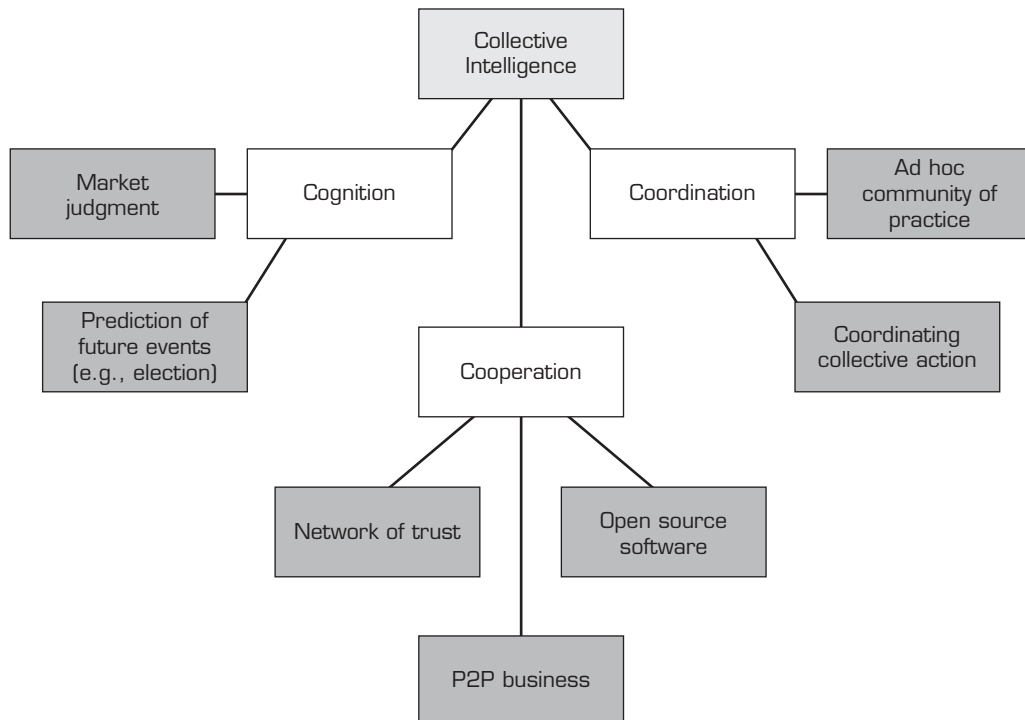 Collective
Intelligence
Market
judgment
Cognition
Coordination
Ad hoc
community of
practice
Prediction of
future events
(e.g., election)
Cooperation
Coordinating
collective action
Network of trust
Open source
software
P2P business